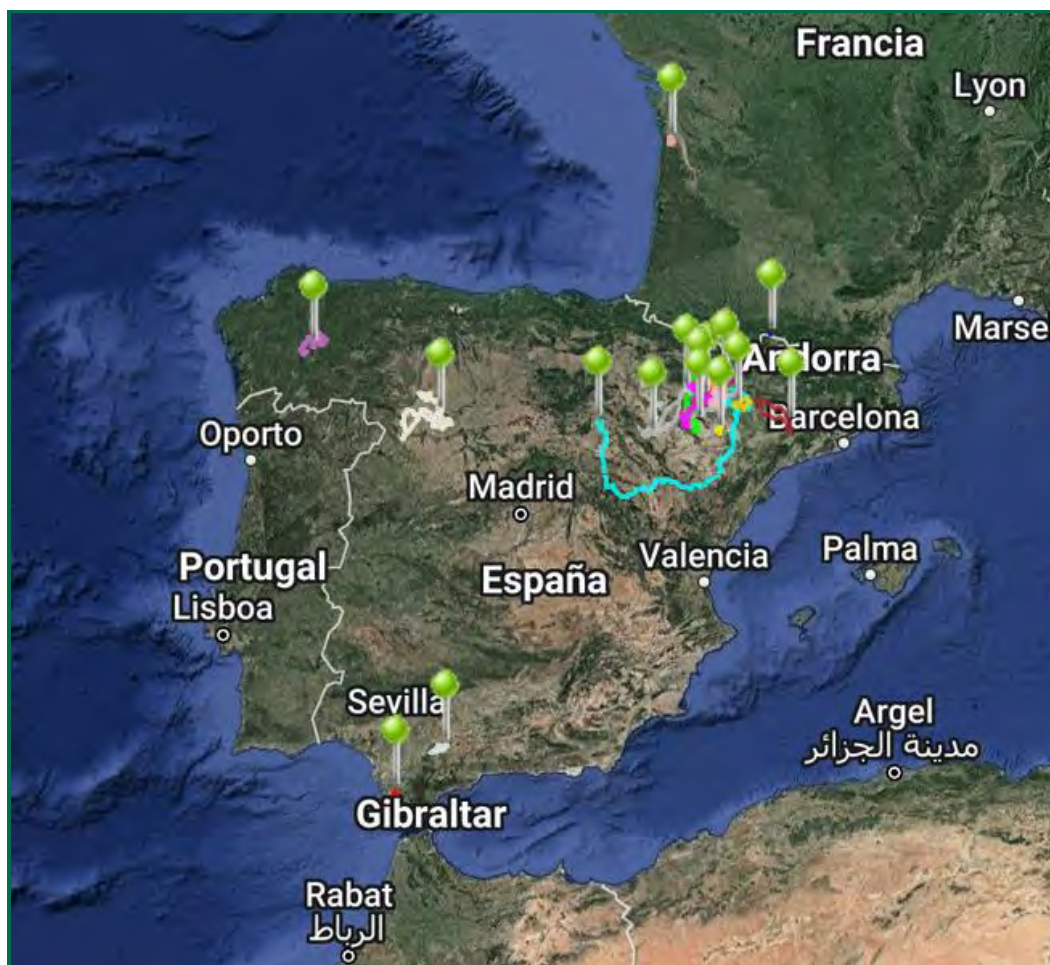 Francia
Lyon
Marse
Andorra
Barcelona
Oporto
Madrid
Valencia
Palma
Portugal
España
Lisboa
Sevilla
Argel
مدينة الجزائر
Gibraltar
Rabat
الرباط